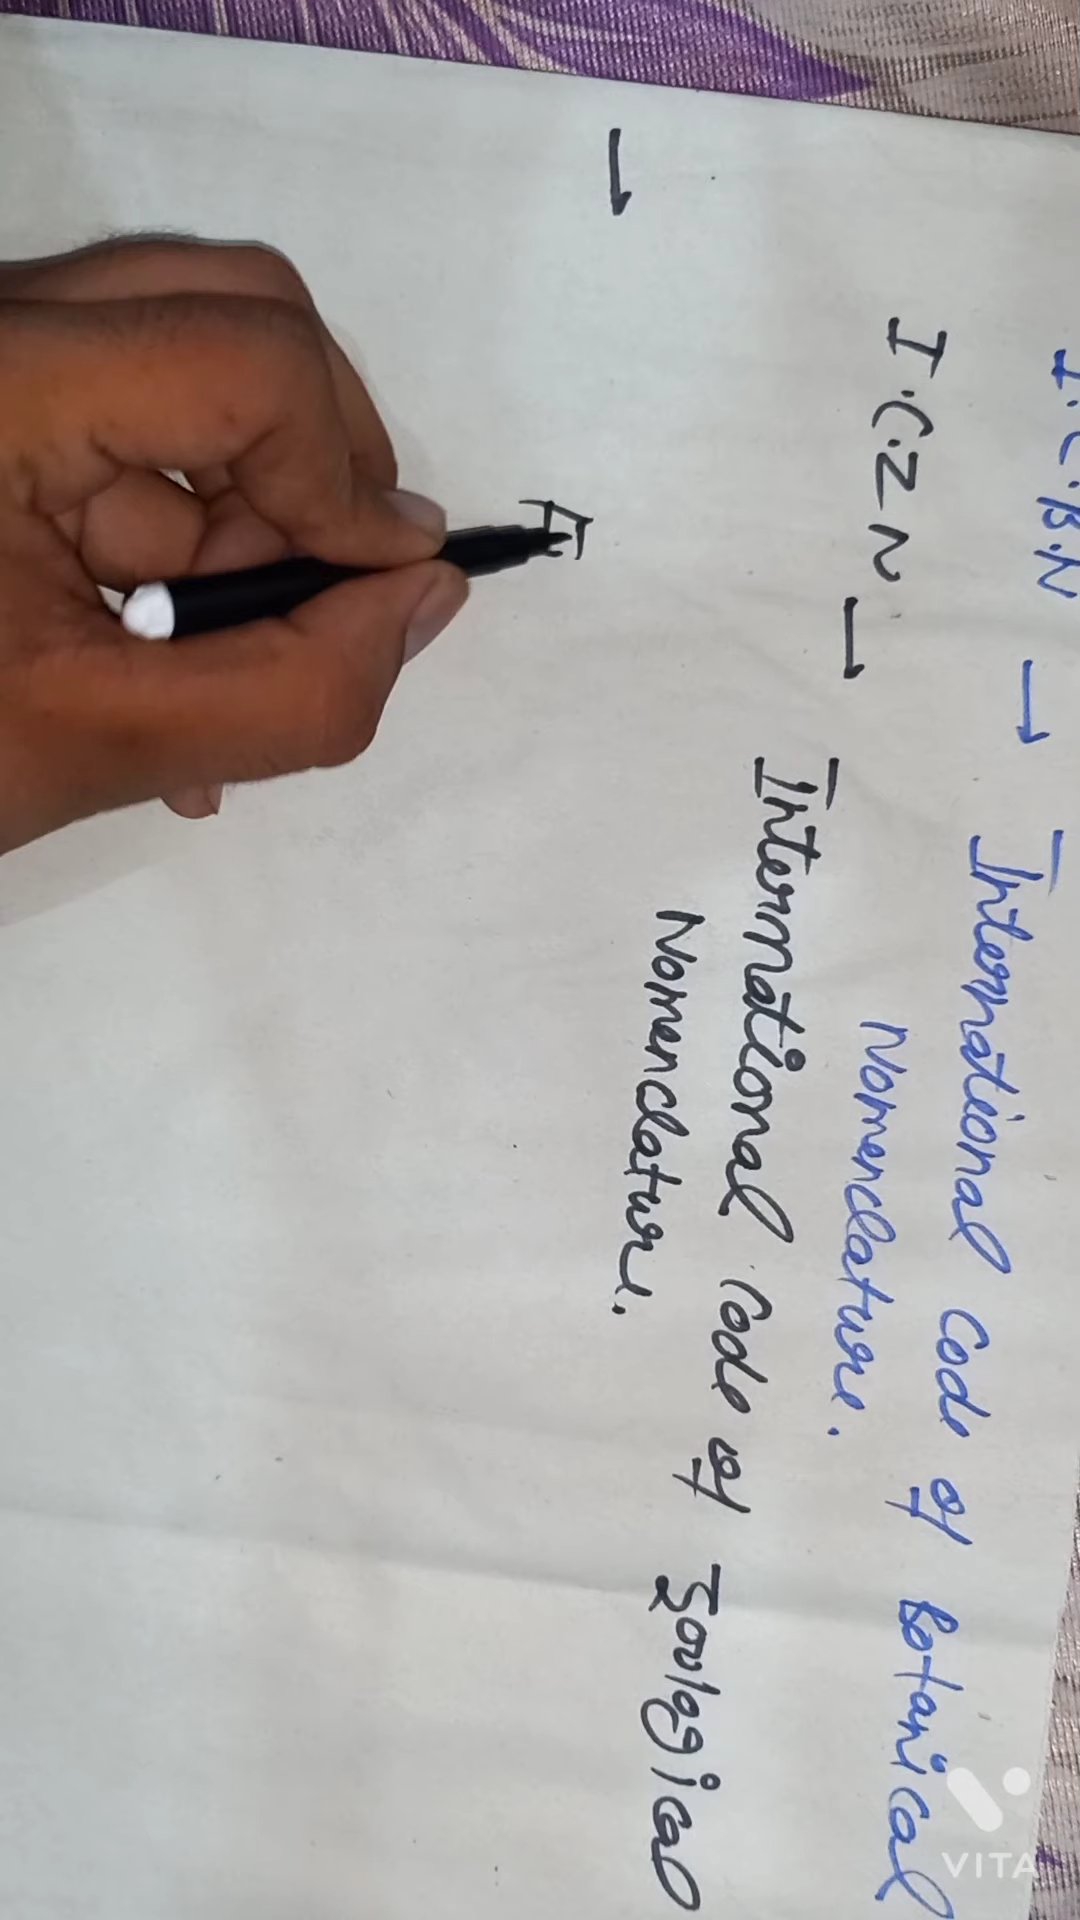 I.C.B.N → International Code of Botanical
Nomenclature.
I.C.Z.N → International Code of Zoological
Nomenclature.
→
VITA